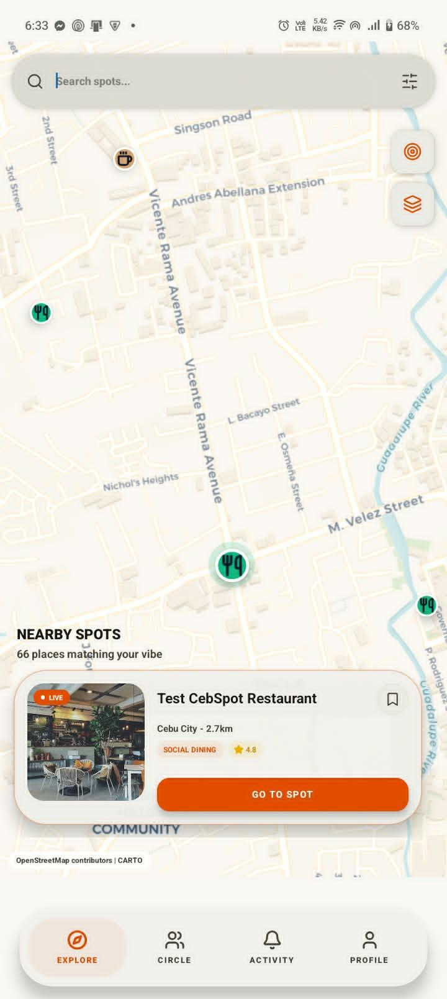 6:33
Vo))
LTE
5.42
KB/s
68%
Search spots...
Singson Road
2nd Street
3rd Street
Andres Abellana Extension
Vicente Rama Avenue
Vicente Rama Avenue
L. Bacayo Street
E. Osmeña Street
Guadalupe River
Nichol's Heights
M. Velez Street
NEARBY SPOTS
66 places matching your vibe
P. Rodriguez
Guadalupe Rive
LIVE
Test CebSpot Restaurant
Cebu City - 2.7km
SOCIAL DINING
4.8
GO TO SPOT
COMMUNITY
OpenStreetMap contributors | CARTO
EXPLORE
CIRCLE
ACTIVITY
PROFILE